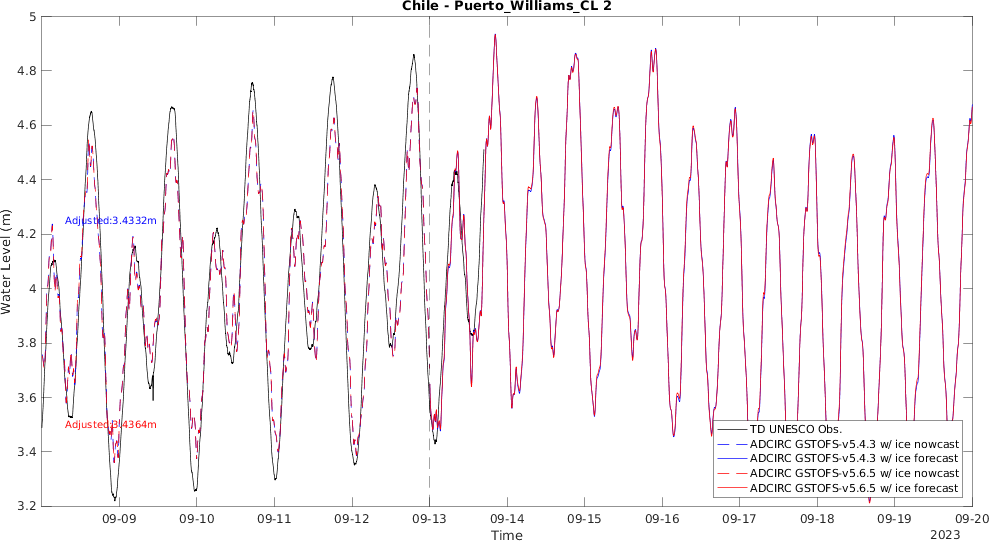 Chile - Puerto_Williams_CL 2
5
4.8
4.6
4.4
4.2
4
3.8
3.6
3.4
3.2
Water Level (m)
Adjusted:3.4332m
Adjusted:3.4364m
TD UNESCO Obs.
ADCIRC GSTOFS-v5.4.3 w/ ice nowcast
ADCIRC GSTOFS-v5.4.3 w/ ice forecast
ADCIRC GSTOFS-v5.6.5 w/ ice nowcast
ADCIRC GSTOFS-v5.6.5 w/ ice forecast
09-09 09-10 09-11 09-12 09-13 09-14 09-15 09-16 09-17 09-18 09-19 09-20
Time
2023